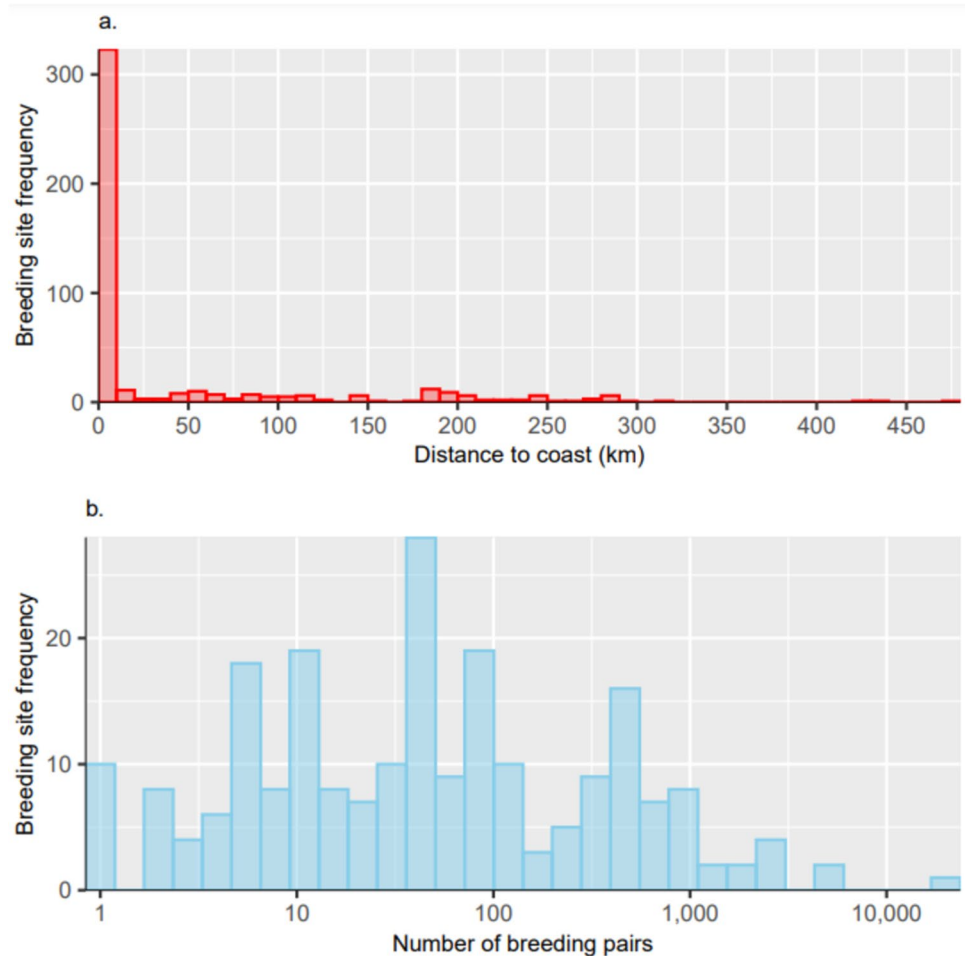 a.
Breeding site frequency
300
200
100
0
0 50 100 150 200 250 300 350 400 450
Distance to coast (km)
b.
Breeding site frequency
20
10
0
1 10 100 1,000 10,000
Number of breeding pairs